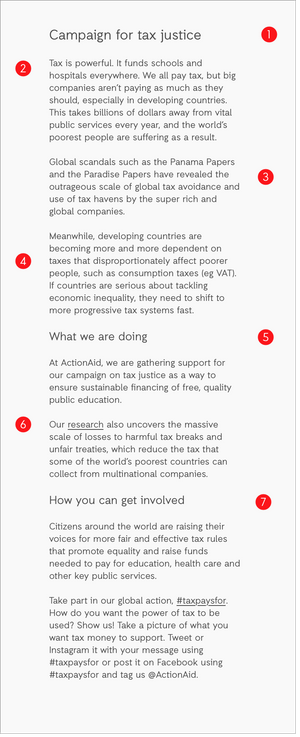 Campaign for tax justice
1
2
Tax is powerful. It funds schools and
hospitals everywhere. We all pay tax, but big
companies aren't paying as much as they
should, especially in developing countries.
This takes billions of dollars away from vital
public services every year, and the world's
poorest people are suffering as a result.
Global scandals such as the Panama Papers
and the Paradise Papers have revealed the
3
outrageous scale of global tax avoidance and
use of tax havens by the super rich and
global companies.
Meanwhile, developing countries are
becoming more and more dependent on
4
taxes that disproportionately affect poorer
people, such as consumption taxes (eg VAT).
If countries are serious about tackling
economic inequality, they need to shift to
more progressive tax systems fast.
What we are doing
5
At ActionAid, we are gathering support for
our campaign on tax justice as a way to
ensure sustainable financing of free, quality
public education.
6
Our research also uncovers the massive
scale of losses to harmful tax breaks and
unfair treaties, which reduce the tax that
some of the world's poorest countries can
collect from multinational companies.
How you can get involved
7
Citizens around the world are raising their
voices for more fair and effective tax rules
that promote equality and raise funds
needed to pay for education, health care and
other key public services.
Take part in our global action, #taxpaysfor.
How do you want the power of tax to be
used? Show us! Take a picture of what you
want tax money to support. Tweet or
Instagram it with your message using
#taxpaysfor or post it on Facebook using
#taxpaysfor and tag us @ActionAid.